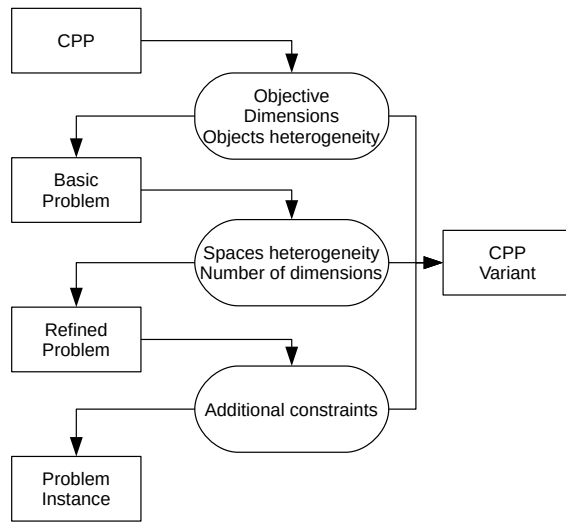 CPP
Objective
Dimensions
Objects heterogeneity
Basic
Problem
Spaces heterogeneity
Number of dimensions
CPP
Variant
Refined
Problem
Additional constraints
Problem
Instance